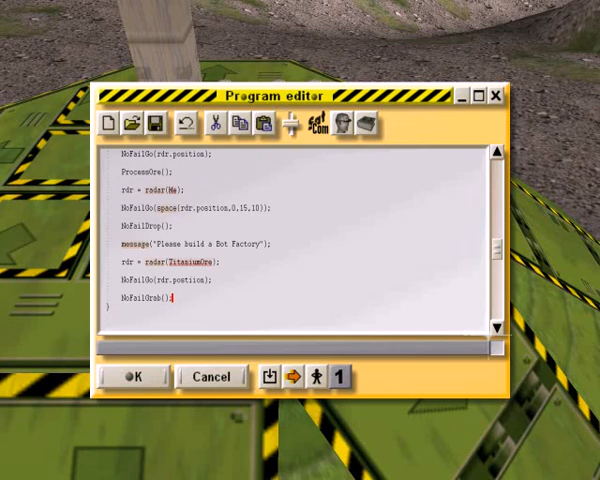 Program editor
SatCom
NoFailGo(rdr.position);
ProcessOre();
rdr = radar(Me);
NoFailGo(space(rdr.position,0,15,10));
NoFailDrop();
message("Please build a Bot Factory");
rdr = radar(TitaniumOre);
NoFailGo(rdr.postiion);
NoFailGrab();
}
OK Cancel 1